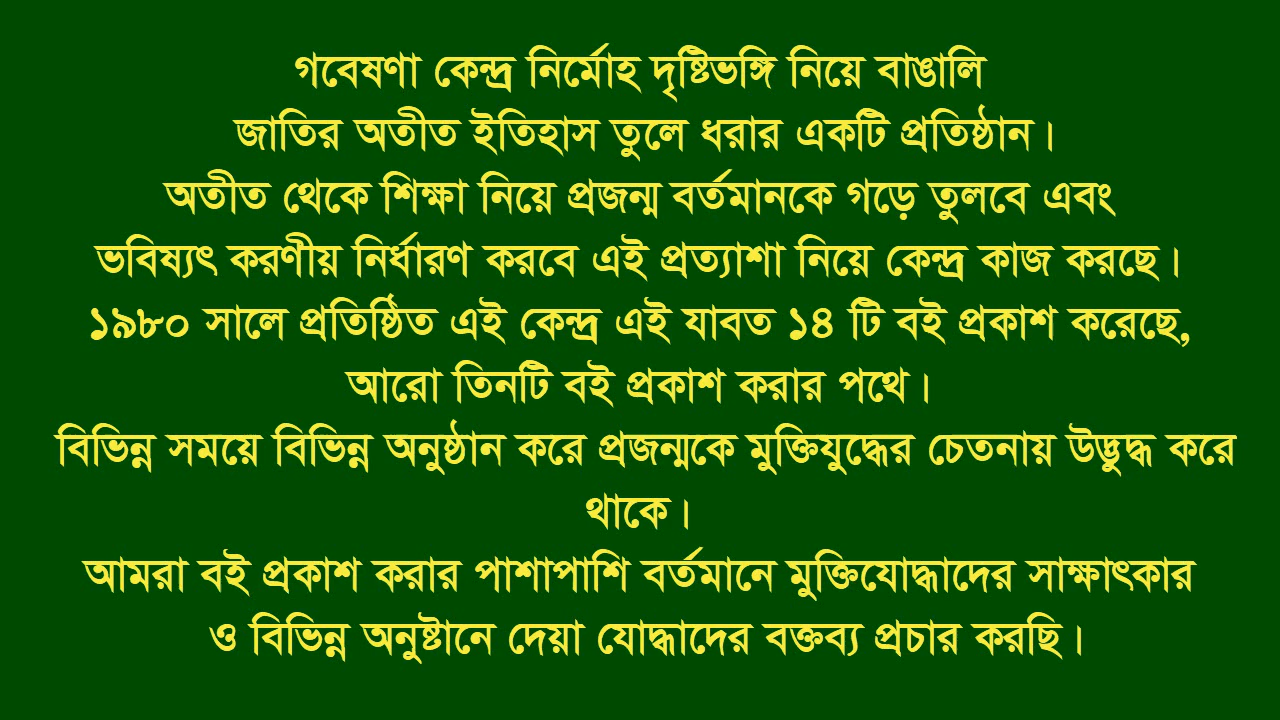 গবেষণা কেন্দ্র নির্মোহ দৃষ্টিভঙ্গি নিয়ে বাঙালি
জাতির অতীত ইতিহাস তুলে ধরার একটি প্রতিষ্ঠান।
অতীত থেকে শিক্ষা নিয়ে প্রজন্ম বর্তমানকে গড়ে তুলবে এবং
ভবিষ্যৎ করণীয় নির্ধারণ করবে এই প্রত্যাশা নিয়ে কেন্দ্র কাজ করছে।
১৯৮০ সালে প্রতিষ্ঠিত এই কেন্দ্র এই যাবত ১৪ টি বই প্রকাশ করেছে,
আরো তিনটি বই প্রকাশ করার পথে।
বিভিন্ন সময়ে বিভিন্ন অনুষ্ঠান করে প্রজন্মকে মুক্তিযুদ্ধের চেতনায় উদ্ভুদ্ধ করে
থাকে।
আমরা বই প্রকাশ করার পাশাপাশি বর্তমানে মুক্তিযোদ্ধাদের সাক্ষাৎকার
ও বিভিন্ন অনুষ্টানে দেয়া যোদ্ধাদের বক্তব্য প্রচার করছি।